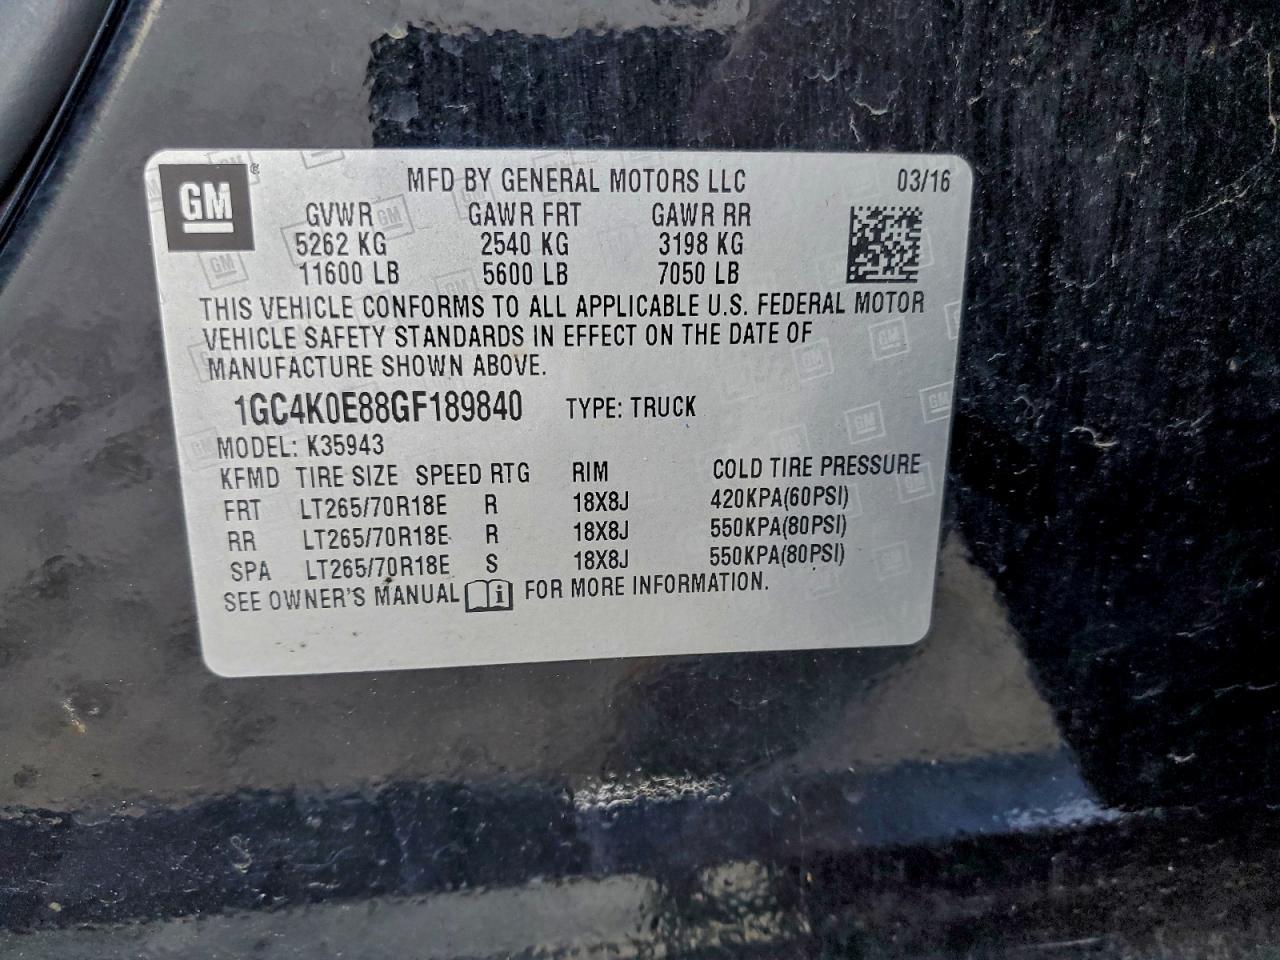 GM
MFD BY GENERAL MOTORS LLC 03/16
GVWR GAWR FRT GAWR RR
5262 KG 2540 KG 3198 KG
11600 LB 5600 LB 7050 LB
THIS VEHICLE CONFORMS TO ALL APPLICABLE U.S. FEDERAL MOTOR
VEHICLE SAFETY STANDARDS IN EFFECT ON THE DATE OF
MANUFACTURE SHOWN ABOVE.
1GC4K0E88GF189840 TYPE: TRUCK
MODEL: K35943
KFMD TIRE SIZE SPEED RTG RIM COLD TIRE PRESSURE
FRT LT265/70R18E R 18X8J 420KPA(60PSI)
RR LT265/70R18E R 18X8J 550KPA(80PSI)
SPA LT265/70R18E S 18X8J 550KPA(80PSI)
SEE OWNER'S MANUAL i FOR MORE INFORMATION.